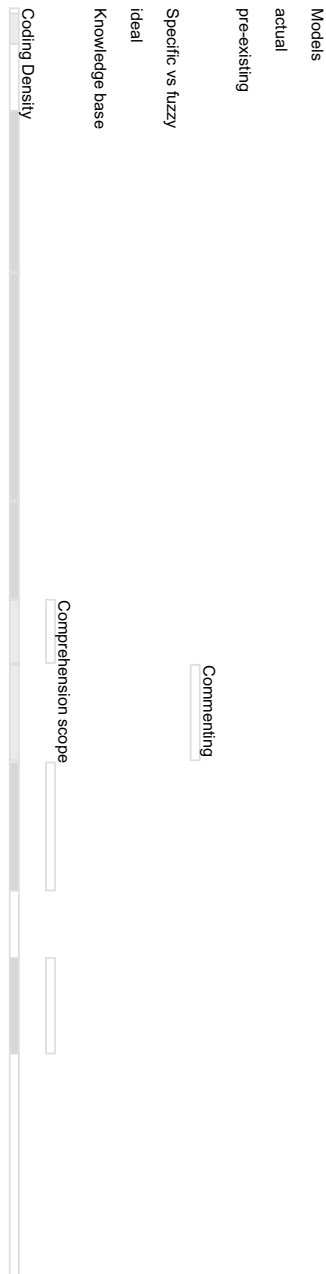 Models
actual
pre-existing
Commenting
Specific vs fuzzy
ideal
Knowledge base
Comprehension scope
Coding Density